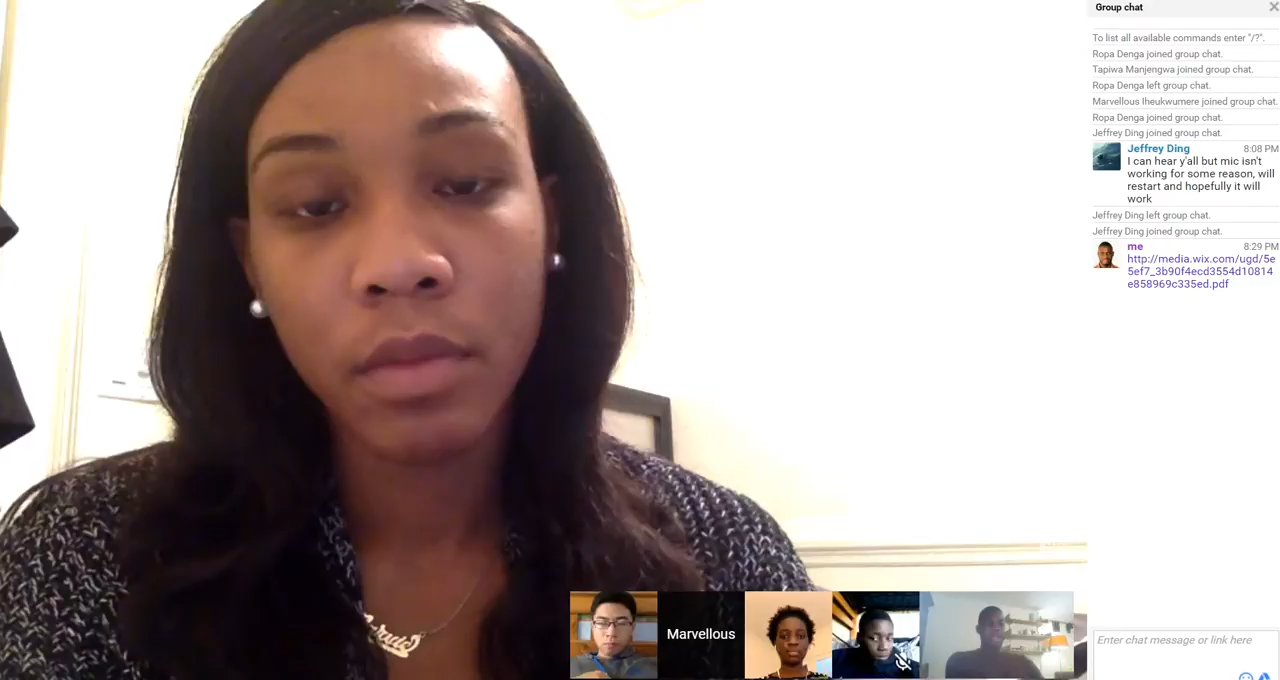 Group chat
To list all available commands enter "/?".
Ropa Denga joined group chat.
Tapiwa Manjengwa joined group chat.
Ropa Denga left group chat.
Marvellous Iheukwumere joined group chat.
Ropa Denga joined group chat.
Jeffrey Ding joined group chat.
Jeffrey Ding 8:08 PM
I can hear y'all but mic isn't
working for some reason, will
restart and hopefully it will
work
Jeffrey Ding left group chat.
Jeffrey Ding joined group chat.
me 8:29 PM
http://media.wix.com/ugd/5e
5ef7_3b90f4ecd3554d10814
e858969c335ed.pdf
Marvellous
Enter chat message or link here